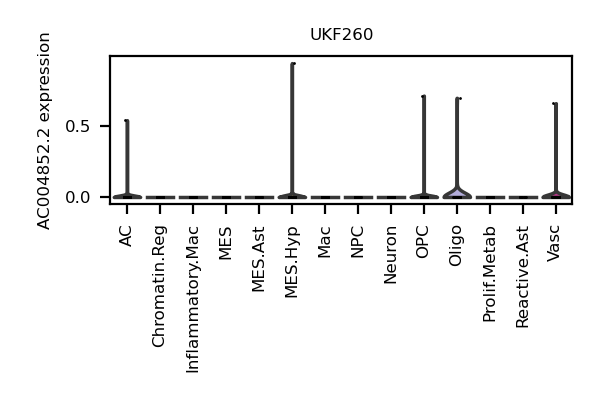 UKF260
AC004852.2 expression
0.5
0.0
AC
Chromatin.Reg
Inflammatory.Mac
MES
MES.Ast
MES.Hyp
Mac
NPC
Neuron
OPC
Oligo
Prolif.Metab
Reactive.Ast
Vasc